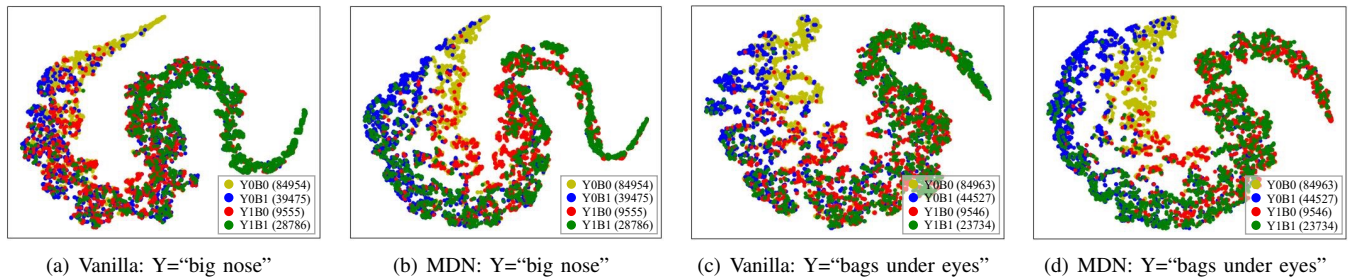 Y0B0 (84954)
Y0B1 (39475)
Y1B0 (9555)
Y1B1 (28786)
Y0B0 (84954)
Y0B1 (39475)
Y1B0 (9555)
Y1B1 (28786)
Y0B0 (84963)
Y0B1 (44527)
Y1B0 (9546)
Y1B1 (23734)
Y0B0 (84963)
Y0B1 (44527)
Y1B0 (9546)
Y1B1 (23734)
(a) Vanilla: Y=“big nose”
(b) MDN: Y=“big nose”
(c) Vanilla: Y=“bags under eyes”
(d) MDN: Y=“bags under eyes”